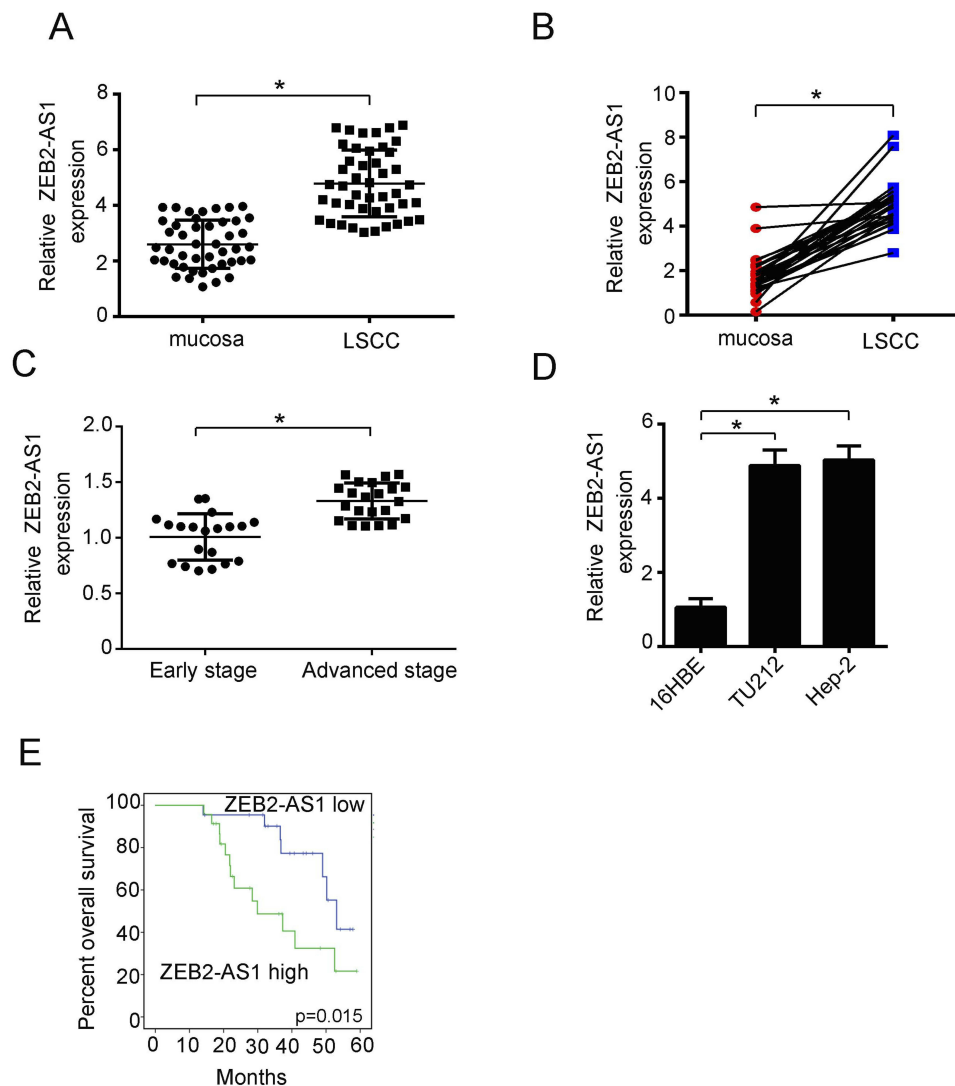 A
Relative ZEB2-AS1
expression
8
6
4
2
0
*
mucosa
LSCC
B
Relative ZEB2-AS1
expression
10
8
6
4
2
0
*
mucosa
LSCC
C
Relative ZEB2-AS1
expression
2.0
1.5
1.0
0.5
0
*
Early stage
Advanced stage
D
Relative ZEB2-AS1
expression
6
4
2
0
*
*
16HBE
TU212
Hep-2
E
Percent overall survival
100
80
60
40
20
0
ZEB2-AS1 low
ZEB2-AS1 high
p=0.015
0 10 20 30 40 50 60
Months